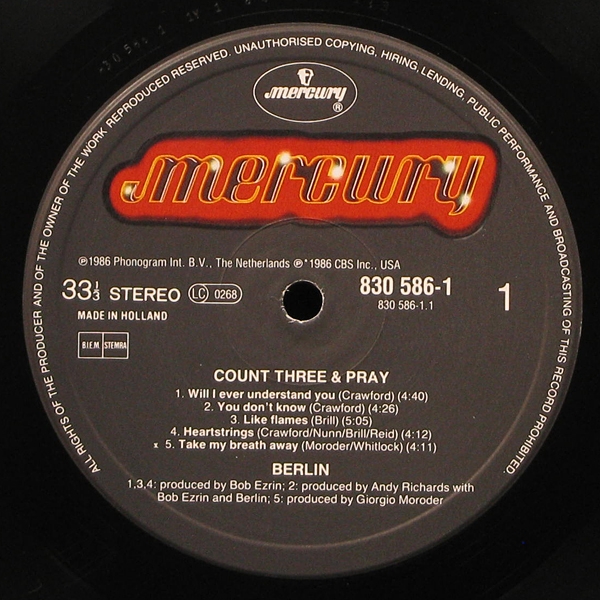 ALL RIGHTS OF THE PRODUCER AND OF THE OWNER OF THE WORK REPRODUCED RESERVED. UNAUTHORISED COPYING, HIRING, LENDING, PUBLIC PERFORMANCE AND BROADCASTING OF THIS RECORD PROHIBITED.
mercury
®
mercury
℗1986 Phonogram Int. B.V., The Netherlands ℗*1986 CBS Inc., USA
33⅓ STEREO LC 0268 830 586-1 1
830 586-1.1
MADE IN HOLLAND
B.I.E.M. STEMRA
COUNT THREE & PRAY
1. Will I ever understand you (Crawford) (4:40)
2. You don't know (Crawford) (4:26)
3. Like flames (Brill) (5:05)
4. Heartstrings (Crawford/Nunn/Brill/Reid) (4:12)
x 5. Take my breath away (Moroder/Whitlock) (4:11)
BERLIN
1,3,4: produced by Bob Ezrin; 2: produced by Andy Richards with
Bob Ezrin and Berlin; 5: produced by Giorgio Moroder